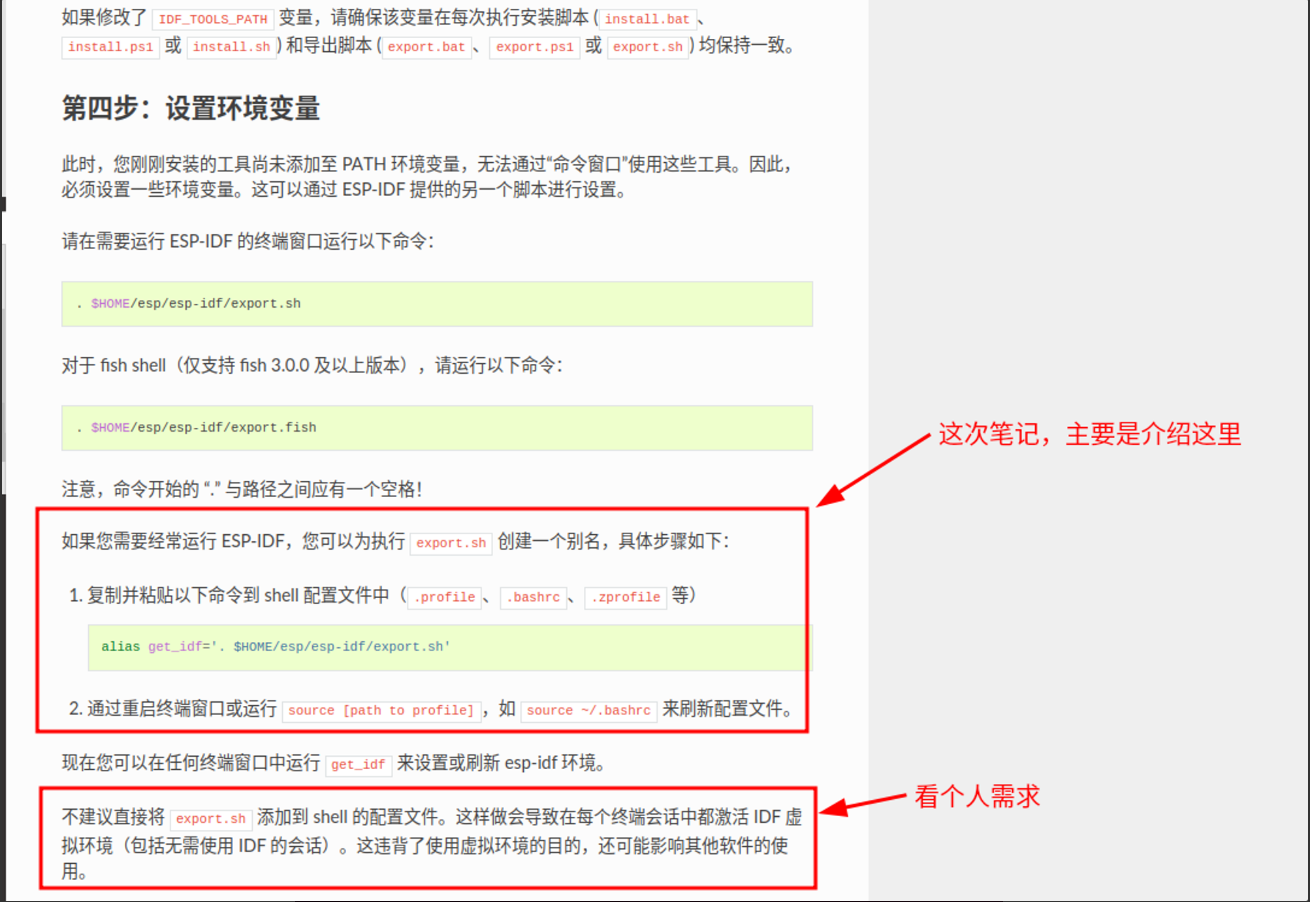 如果修改了 IDF_TOOLS_PATH 变量，请确保该变量在每次执行安装脚本 (install.bat、
install.ps1 或 install.sh) 和导出脚本 (export.bat、export.ps1 或 export.sh) 均保持一致。
第四步：设置环境变量
此时，您刚刚安装的工具尚未添加至 PATH 环境变量，无法通过“命令窗口”使用这些工具。因此，
必须设置一些环境变量。这可以通过 ESP-IDF 提供的另一个脚本进行设置。
请在需要运行 ESP-IDF 的终端窗口运行以下命令：
. $HOME/esp/esp-idf/export.sh
对于 fish shell（仅支持 fish 3.0.0 及以上版本），请运行以下命令：
. $HOME/esp/esp-idf/export.fish
这次笔记，主要是介绍这里
注意，命令开始的 “.” 与路径之间应有一个空格！
如果您需要经常运行 ESP-IDF，您可以为执行 export.sh 创建一个别名，具体步骤如下：
1. 复制并粘贴以下命令到 shell 配置文件中（.profile、.bashrc、.zprofile 等）
alias get_idf='. $HOME/esp/esp-idf/export.sh'
2. 通过重启终端窗口或运行 source [path to profile]，如 source ~/.bashrc 来刷新配置文件。
现在您可以在任何终端窗口中运行 get_idf 来设置或刷新 esp-idf 环境。
看个人需求
不建议直接将 export.sh 添加到 shell 的配置文件。这样做会导致在每个终端会话中都激活 IDF 虚
拟环境（包括无需使用 IDF 的会话）。这违背了使用虚拟环境的目的，还可能影响其他软件的使
用。